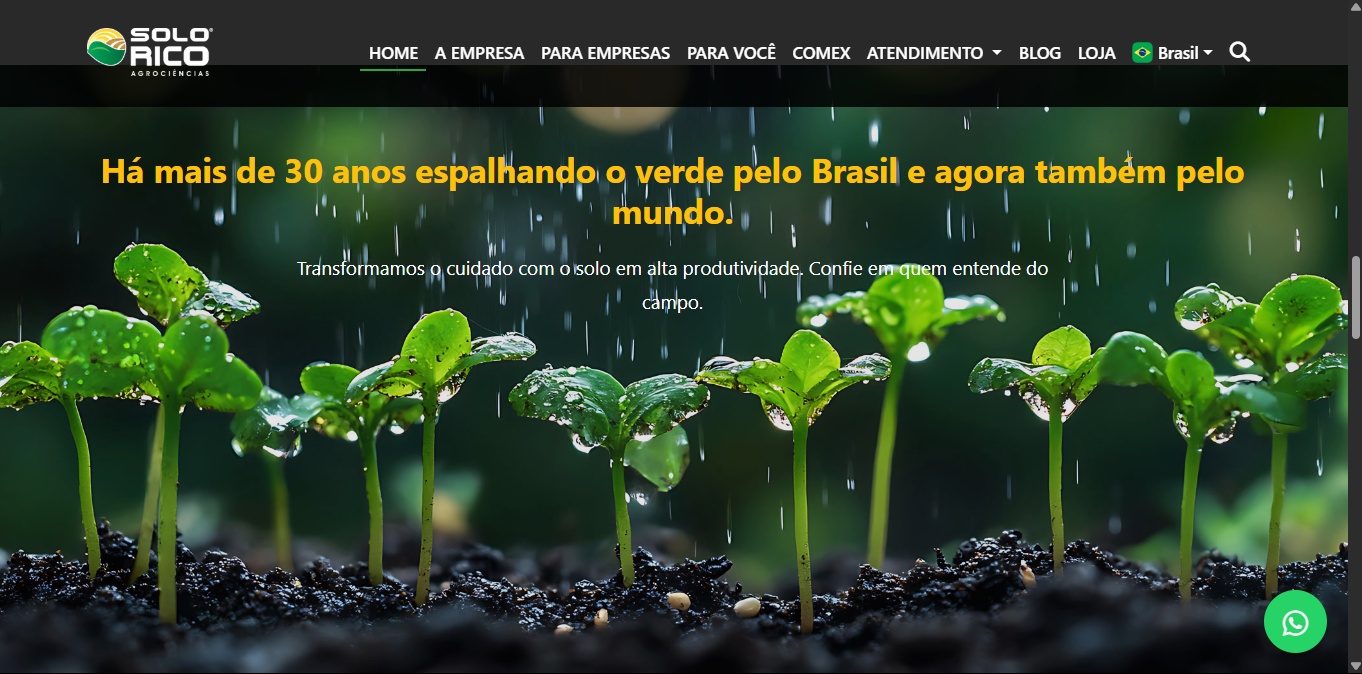 SOLO
RICO
AGROCIÊNCIAS
HOME A EMPRESA PARA EMPRESAS PARA VOCÊ COMEX ATENDIMENTO BLOG LOJA Brasil
Há mais de 30 anos espalhando o verde pelo Brasil e agora também pelo
mundo.
Transformamos o cuidado com o solo em alta produtividade. Confie em quem entende do
campo.